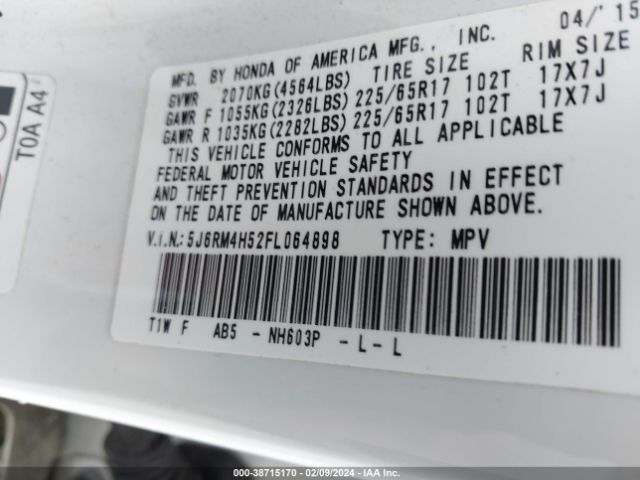 MFD. BY HONDA OF AMERICA MFG., INC. 04/'15
GVWR 2070KG(4564LBS) TIRE SIZE RIM SIZE
GAWR F 1055KG(2326LBS) 225/65R17 102T 17X7J
GAWR R 1035KG(2282LBS) 225/65R17 102T 17X7J
THIS VEHICLE CONFORMS TO ALL APPLICABLE
FEDERAL MOTOR VEHICLE SAFETY
AND THEFT PREVENTION STANDARDS IN EFFECT
ON THE DATE OF MANUFACTURE SHOWN ABOVE.
V.I.N.: 5J6RM4H52FL064898 TYPE: MPV
T1W F AB5 - NH603P - L - L
T0A A4
000-38715170 - 02/09/2024 - IAA Inc.